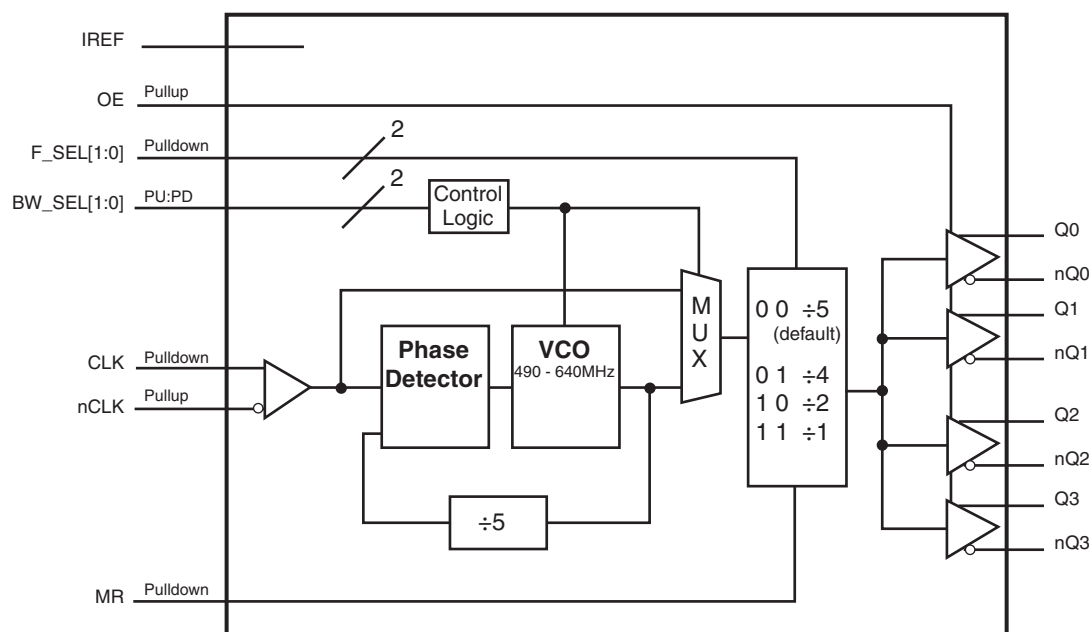 IREF
OE Pullup
F_SEL[1:0] Pulldown 2
BW_SEL[1:0] PU:PD 2
Control
Logic
CLK Pulldown
nCLK Pullup
Phase
Detector
VCO
490 - 640MHz
÷5
M
U
X
0 0 ÷5
(default)
0 1 ÷4
1 0 ÷2
1 1 ÷1
Q0
nQ0
Q1
nQ1
Q2
nQ2
Q3
nQ3
MR Pulldown